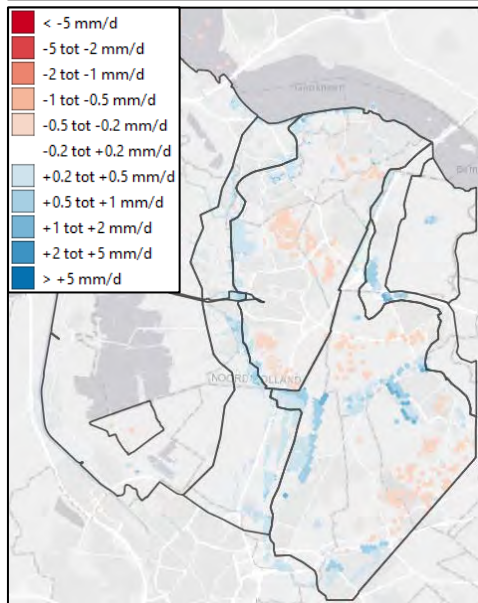 < -5 mm/d
-5 tot -2 mm/d
-2 tot -1 mm/d
-1 tot -0.5 mm/d
-0.5 tot -0.2 mm/d
-0.2 tot +0.2 mm/d
+0.2 tot +0.5 mm/d
+0.5 tot +1 mm/d
+1 tot +2 mm/d
+2 tot +5 mm/d
> +5 mm/d